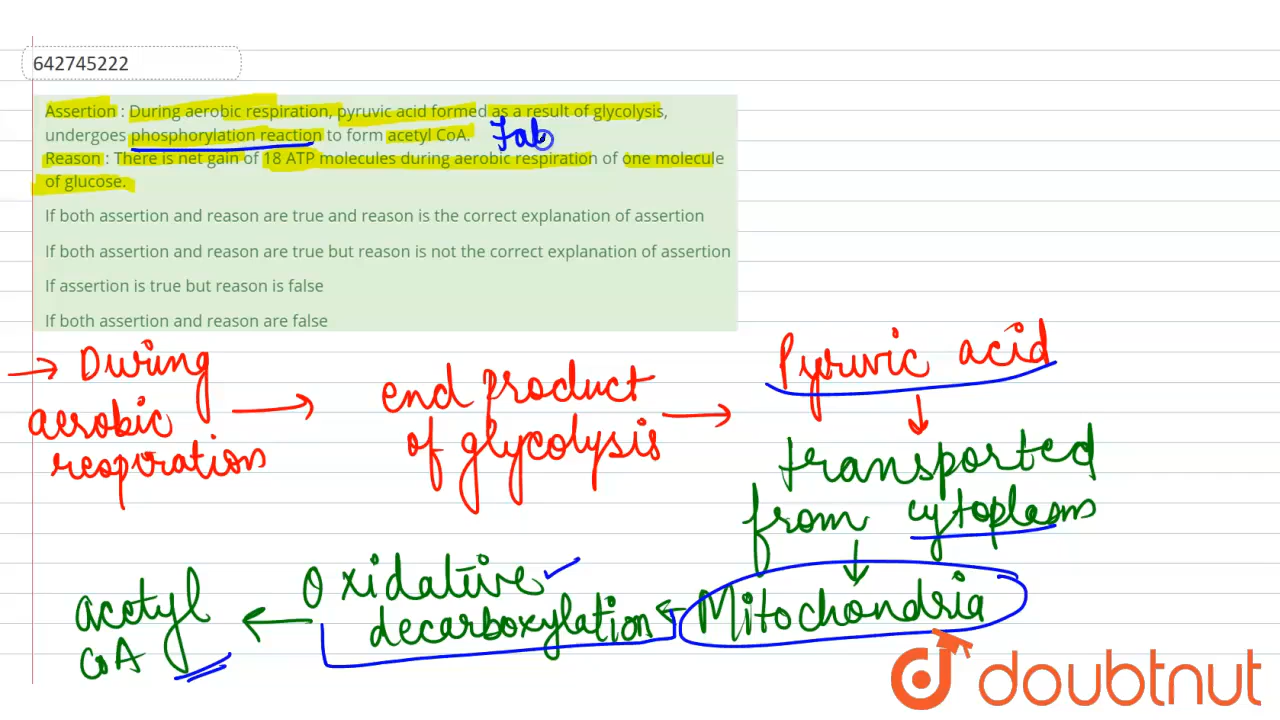 642745222
Assertion : During aerobic respiration, pyruvic acid formed as a result of glycolysis,
undergoes phosphorylation reaction to form acetyl CoA.
Fab
Reason : There is net gain of 18 ATP molecules during aerobic respiration of one molecule
of glucose.
If both assertion and reason are true and reason is the correct explanation of assertion
If both assertion and reason are true but reason is not the correct explanation of assertion
If assertion is true but reason is false
If both assertion and reason are false
→ During
aerobic
respiration
→
end product
of glycolysis
→
Pyruvic acid
↓
transported
from cytoplasm
↓
Mitochondria
←
Oxidative
decarboxylation
←
acetyl
CoA
doubtnut